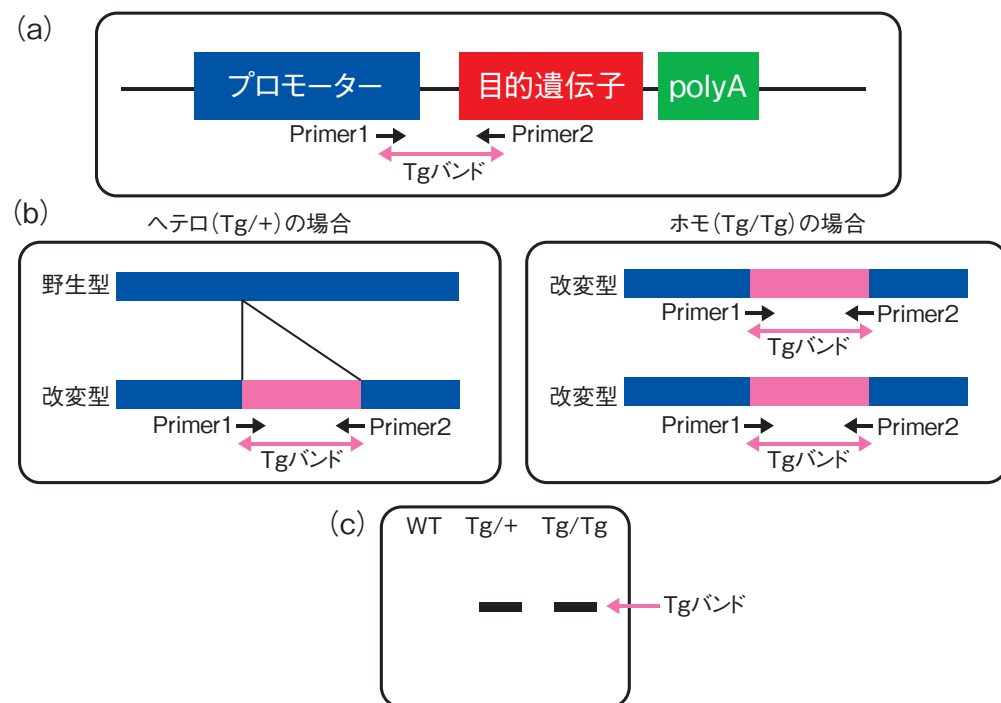 (a)
プロモーター 目的遺伝子 polyA
Primer1 Primer2
Tgバンド
(b)
ヘテロ(Tg/+)の場合
野生型
改変型
Primer1 Primer2
Tgバンド
ホモ(Tg/Tg)の場合
改変型
Primer1 Primer2
Tgバンド
改変型
Primer1 Primer2
Tgバンド
(c)
WT Tg/+ Tg/Tg
Tgバンド